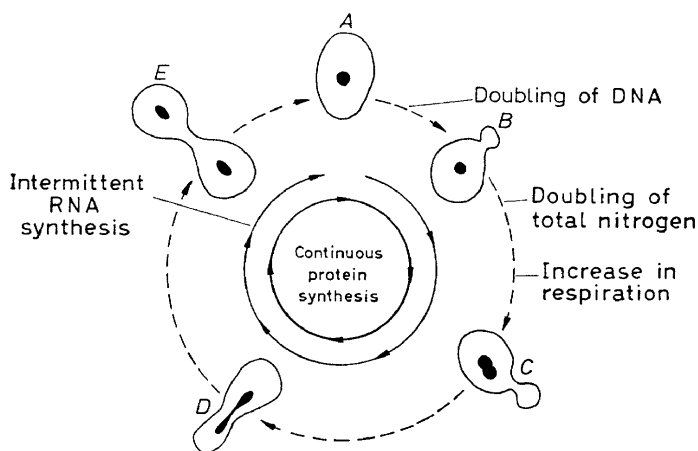 A
E
Doubling of DNA
B
Intermittent
RNA
synthesis
Doubling of
total nitrogen
Continuous
protein
synthesis
Increase in
respiration
C
D